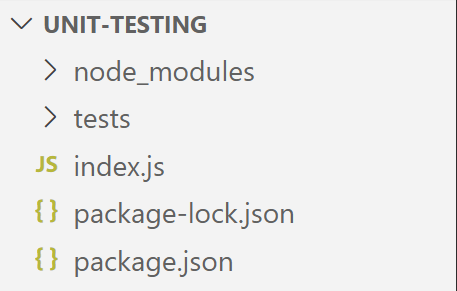 UNIT-TESTING
node_modules
tests
JS index.js
{} package-lock.json
{} package.json